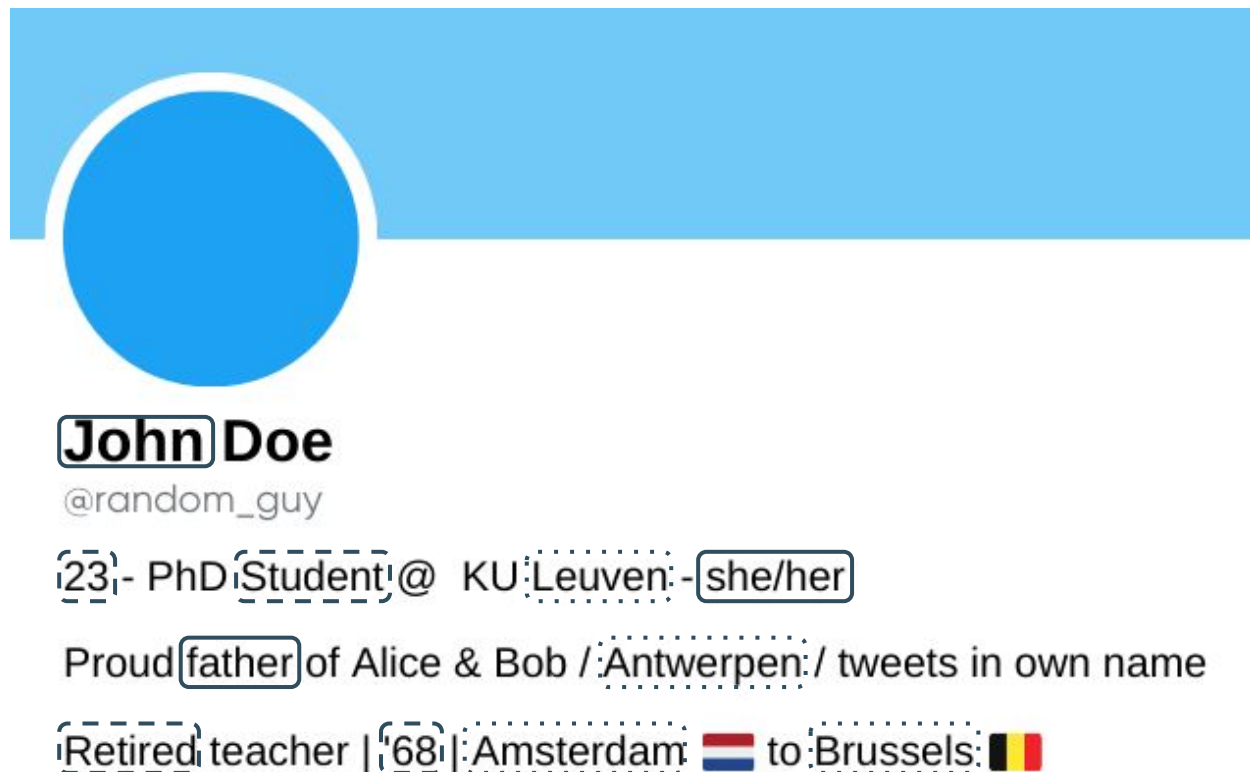 John Doe
@random_guy
23 - PhD Student @ KU Leuven - she/her
Proud father of Alice & Bob / Antwerpen / tweets in own name
Retired teacher | '68 | Amsterdam 🇳🇱 to Brussels 🇧🇪